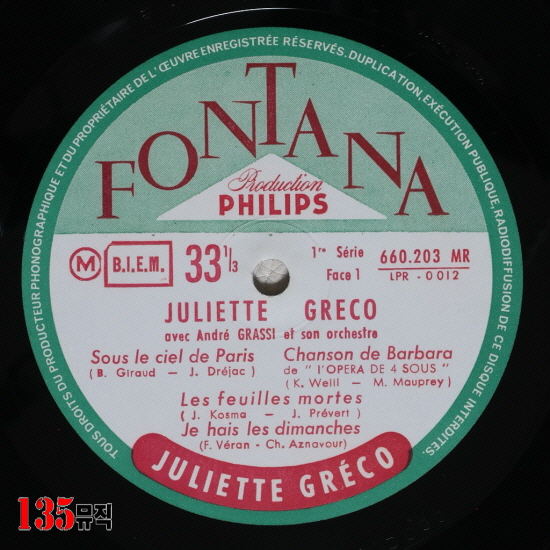 TOUS DROITS DU PRODUCTEUR PHONOGRAPHIQUE ET DU PROPRIÉTAIRE DE L'ŒUVRE ENREGISTRÉE RÉSERVÉS. DUPLICATION, EXÉCUTION PUBLIQUE, RADIODIFFUSION DE CE DISQUE INTERDITES.
FONTANA
Production
PHILIPS
M B.I.E.M. 33 1/3 1re Série 660.203 MR
Face 1 LPR - 0012
JULIETTE GRECO
avec André GRASSI et son orchestre
Sous le ciel de Paris
(B. Giraud — J. Dréjac)
Chanson de Barbara
de "l'OPERA DE 4 SOUS"
(K. Weill — M. Mauprey)
Les feuilles mortes
(J. Kosma — J. Prévert)
Je hais les dimanches
(F. Véran - Ch. Aznavour)
JULIETTE GRÉCO
135뮤직